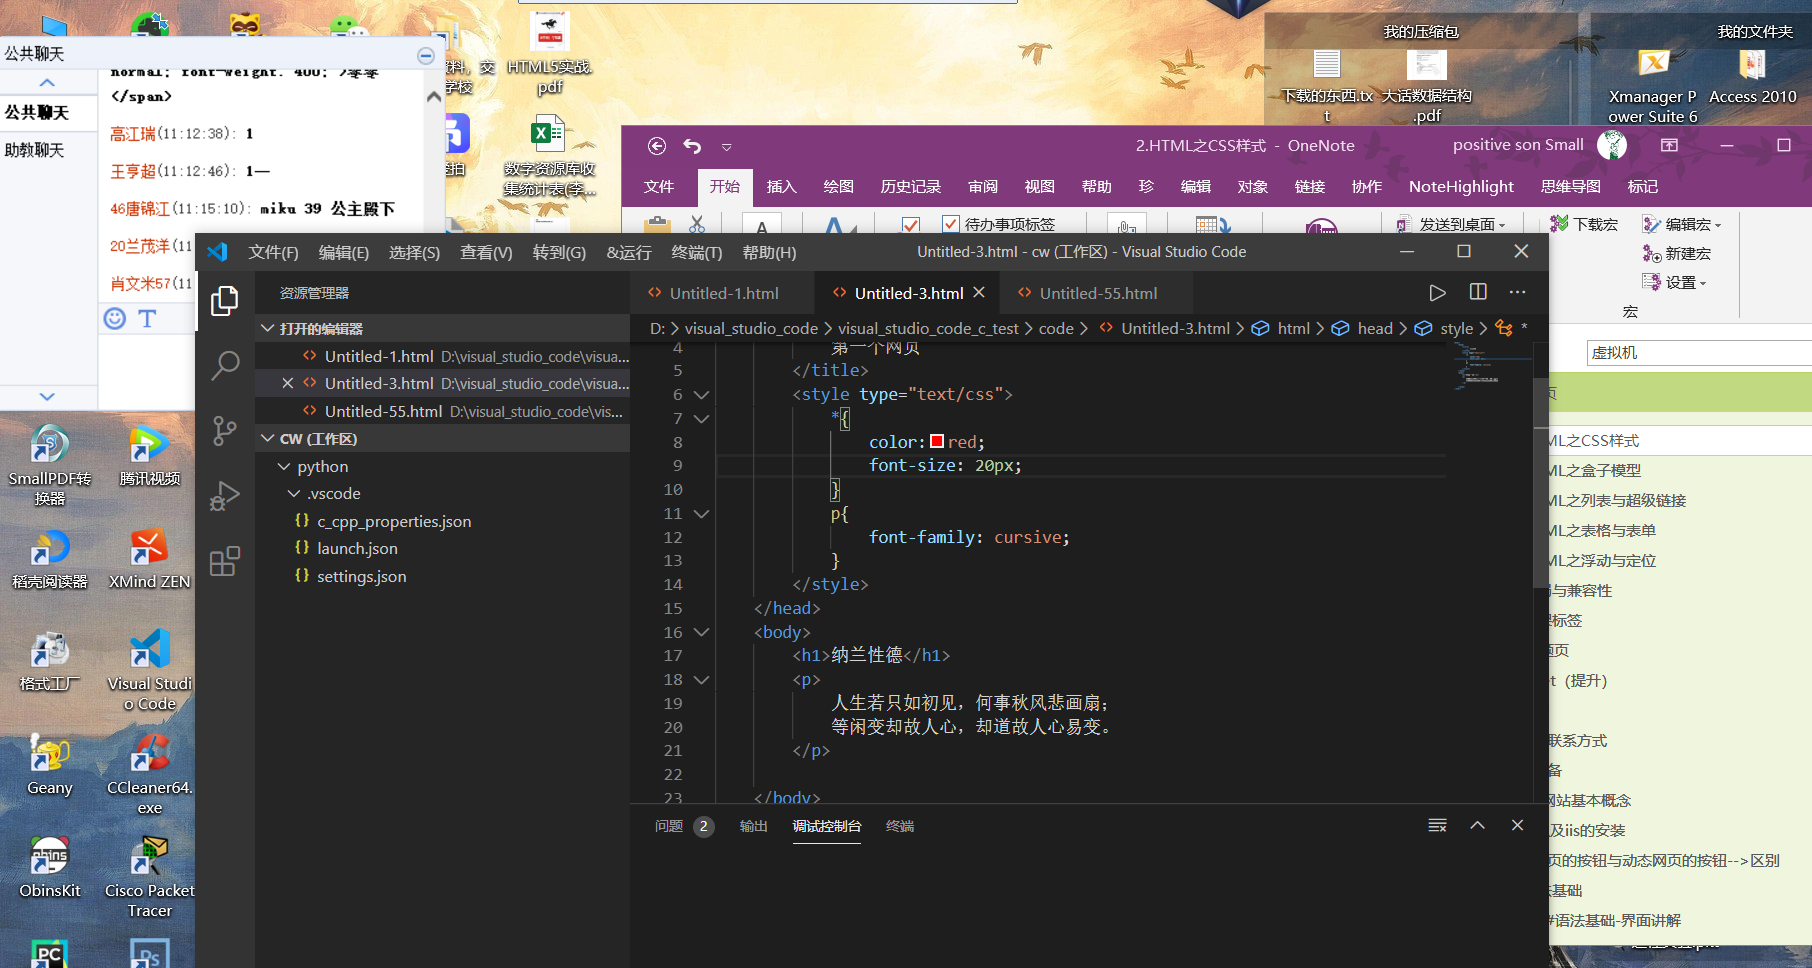 公共聊天
公共聊天
助教聊天
normal; font-weight: 400; >零零
</span>
高江瑞(11:12:38): 1
王亨超(11:12:46): 1—
46唐锦江(11:15:10): miku 39 公主殿下
20兰茂洋(11
肖文米57(11
HTML5实战.
pdf
数字资源库收
集统计表(李...
我的压缩包
下载的东西.tx
t
大话数据结构
.pdf
我的文件夹
Xmanager P
ower Suite 6
Access 2010
2.HTML之CSS样式 - OneNote
positive son Small
文件 开始 插入 绘图 历史记录 审阅 视图 帮助 珍 编辑 对象 链接 协作 NoteHighlight 思维导图 标记
待办事项标签
发送到桌面
下载宏
编辑宏
新建宏
设置
宏
虚拟机
页
ML之CSS样式
ML之盒子模型
ML之列表与超级链接
ML之表格与表单
ML之浮动与定位
与兼容性
标签
页
t（提升）
联系方式
备
网站基本概念
及iis的安装
页的按钮与动态网页的按钮-->区别
基础
#语法基础-界面讲解
SmallPDF转
换器
腾讯视频
稻壳阅读器
XMind ZEN
格式工厂
Visual Studi
o Code
Geany
CCleaner64.
exe
ObinsKit
Cisco Packet
Tracer
文件(F) 编辑(E) 选择(S) 查看(V) 转到(G) &运行 终端(T) 帮助(H)
Untitled-3.html - cw (工作区) - Visual Studio Code
资源管理器
打开的编辑器
Untitled-1.html D:\visual_studio_code\visua...
Untitled-3.html D:\visual_studio_code\visua...
Untitled-55.html D:\visual_studio_code\vis...
CW (工作区)
python
.vscode
{} c_cpp_properties.json
{} launch.json
{} settings.json
Untitled-1.html
Untitled-3.html
Untitled-55.html
D: > visual_studio_code > visual_studio_code_c_test > code > Untitled-3.html > html > head > style > *
4 第一个网页
5 </title>
6 <style type="text/css">
7 *{
8 color:red;
9 font-size: 20px;
10 }
11 p{
12 font-family: cursive;
13 }
14 </style>
15 </head>
16 <body>
17 <h1>纳兰性德</h1>
18 <p>
19 人生若只如初见，何事秋风悲画扇；
20 等闲变却故人心，却道故人心易变。
21 </p>
22
23 </body>
问题 2 输出 调试控制台 终端